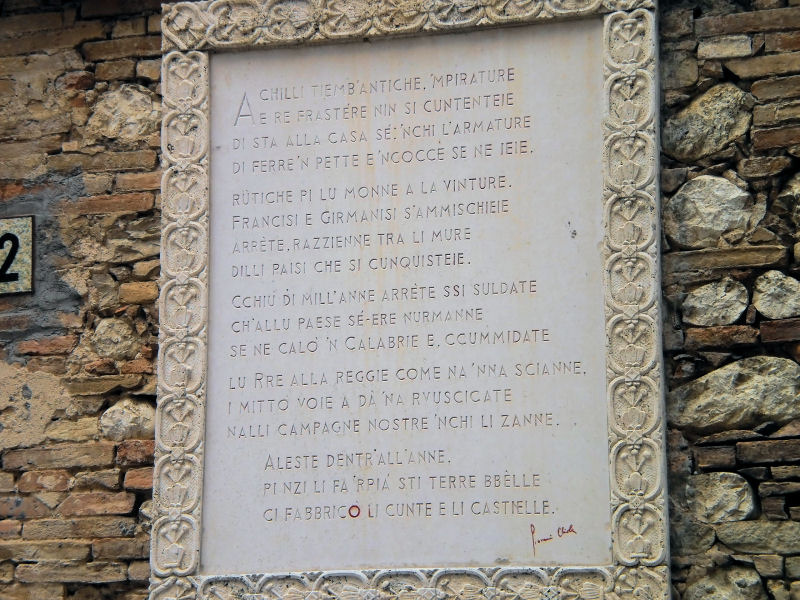 2
A CHILLI TIEMB'ANTICHE, 'MPIRATURE
E RE FRASTÉRE NIN SI CUNTENTEIE
DI STA ALLA CASA SÉ; 'NCHI L'ARMATURE
DI FERRE 'N PETTE E 'NCOCCE SE NE IEIE.
RÜTICHE PI LU MONNE A LA VINTURE.
FRANCISI E GIRMANISI S'AMMISCHIEIE
ARRÈTE, RAZZIENNE TRA LI MURE
DILLI PAISI CHE SI CUNQUISTEIE.
CCHIU DI MILL'ANNE ARRÈTE SSI SULDATE
CH'ALLU PAESE SÉ-ERE NURMANNE
SE NE CALO' 'N CALABRIE E, CCUMMIDATE
LU RRE ALLA REGGIE COME NA 'NNA SCIANNE,
I MITTO' VOIE A DÀ 'NA RVUSCICATE
NALLI CAMPAGNE NOSTRE 'NCHI LI ZANNE.
ALESTE DENTR'ALL'ANNE,
PI NZI LI FA 'RPIÁ' STI TERRE BBÈLLE
CI FABBRICO LI CUNTE E LI CASTIELLE.